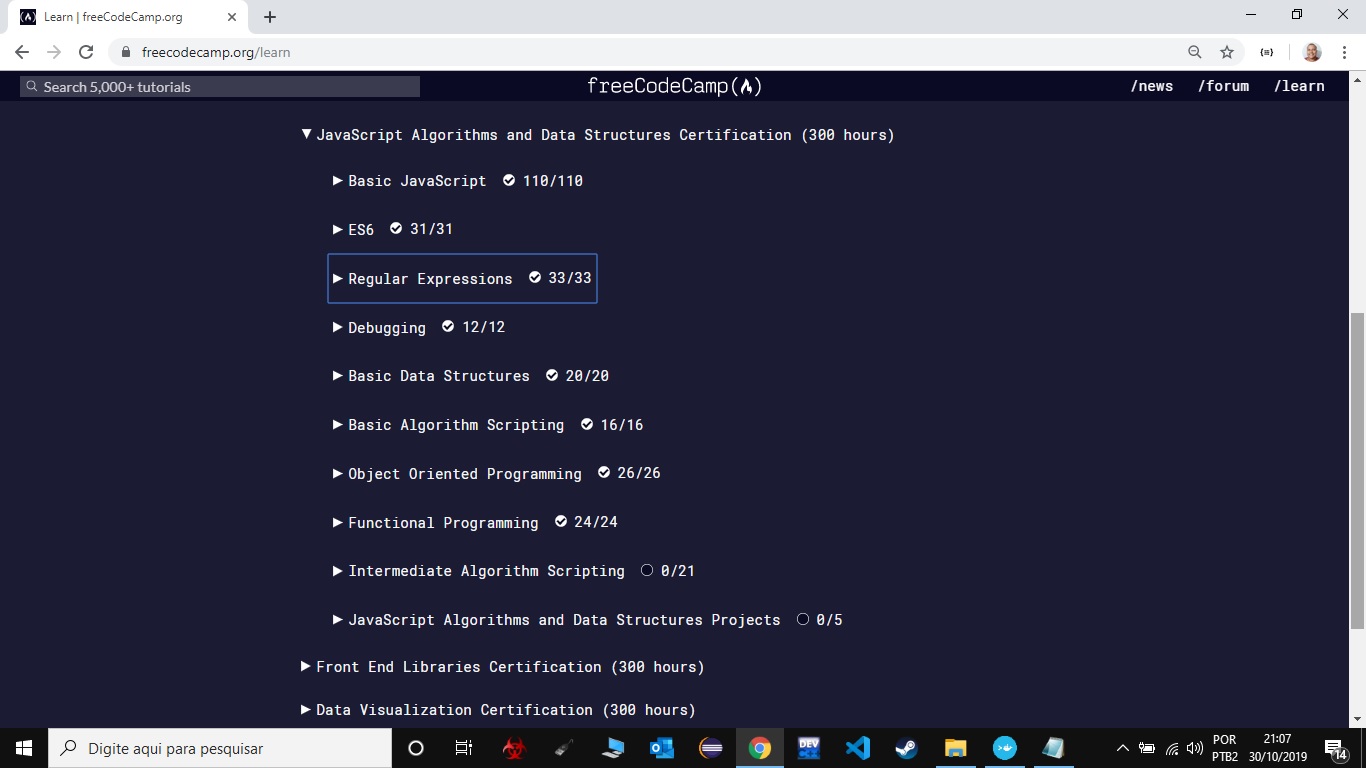 Learn | freeCodeCamp.org
freecodecamp.org/learn
Search 5,000+ tutorials
freeCodeCamp
/news
/forum
/learn
JavaScript Algorithms and Data Structures Certification (300 hours)
Basic JavaScript 110/110
ES6 31/31
Regular Expressions 33/33
Debugging 12/12
Basic Data Structures 20/20
Basic Algorithm Scripting 16/16
Object Oriented Programming 26/26
Functional Programming 24/24
Intermediate Algorithm Scripting 0/21
JavaScript Algorithms and Data Structures Projects 0/5
Front End Libraries Certification (300 hours)
Data Visualization Certification (300 hours)
Digite aqui para pesquisar
DEV
POR
PTB2
21:07
30/10/2019
14